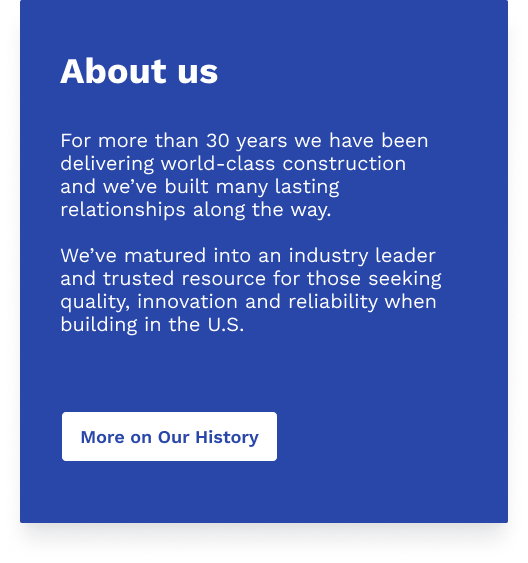 About us
For more than 30 years we have been
delivering world-class construction
and we’ve built many lasting
relationships along the way.
We’ve matured into an industry leader
and trusted resource for those seeking
quality, innovation and reliability when
building in the U.S.
More on Our History